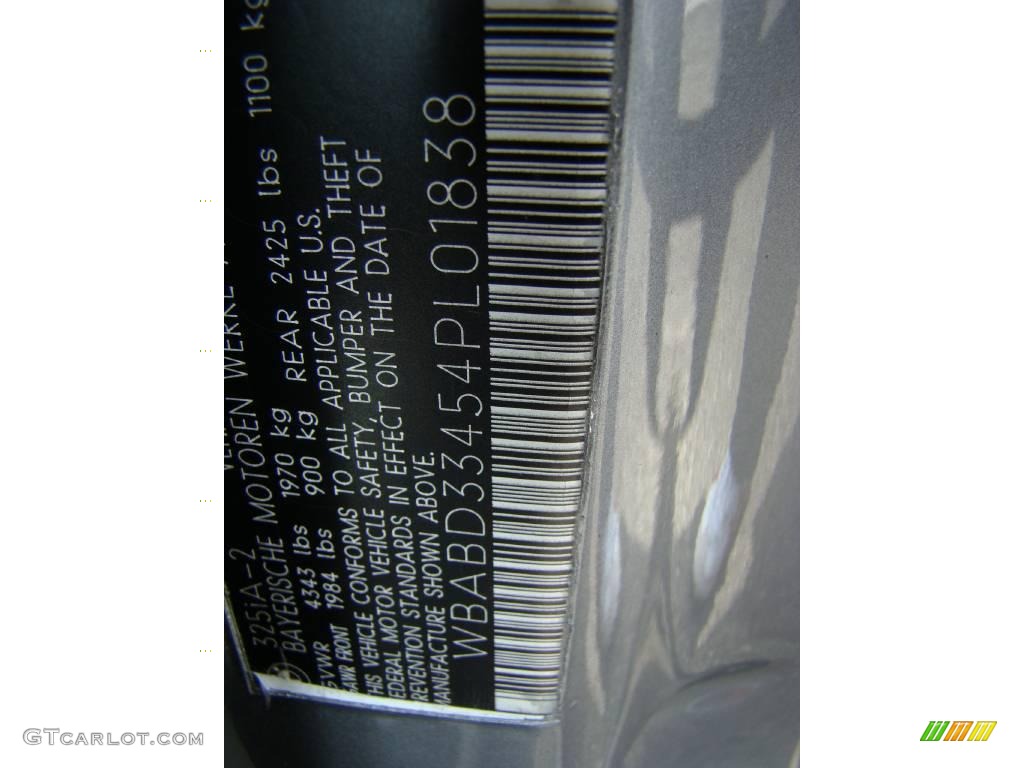 325iA-2
BAYERISCHE MOTOREN WERKE
GVWR 4343 lbs 1970 kg
GAWR FRONT 1984 lbs 900 kg REAR 2425 lbs 1100 kg
THIS VEHICLE CONFORMS TO ALL APPLICABLE U.S.
FEDERAL MOTOR VEHICLE SAFETY, BUMPER AND THEFT
PREVENTION STANDARDS IN EFFECT ON THE DATE OF
MANUFACTURE SHOWN ABOVE.
WBABD3345 4PL01838
GTCARLOT.COM